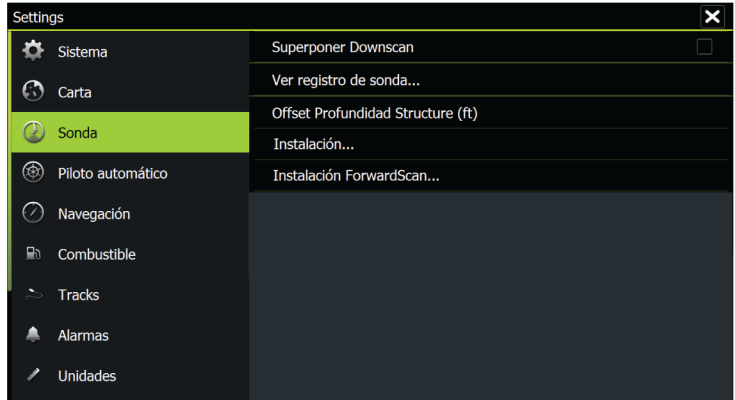 Settings
Sistema
Carta
Sonda
Piloto automático
Navegación
Combustible
Tracks
Alarmas
Unidades
Superponer Downscan
Ver registro de sonda...
Offset Profundidad Structure (ft)
Instalación...
Instalación ForwardScan...